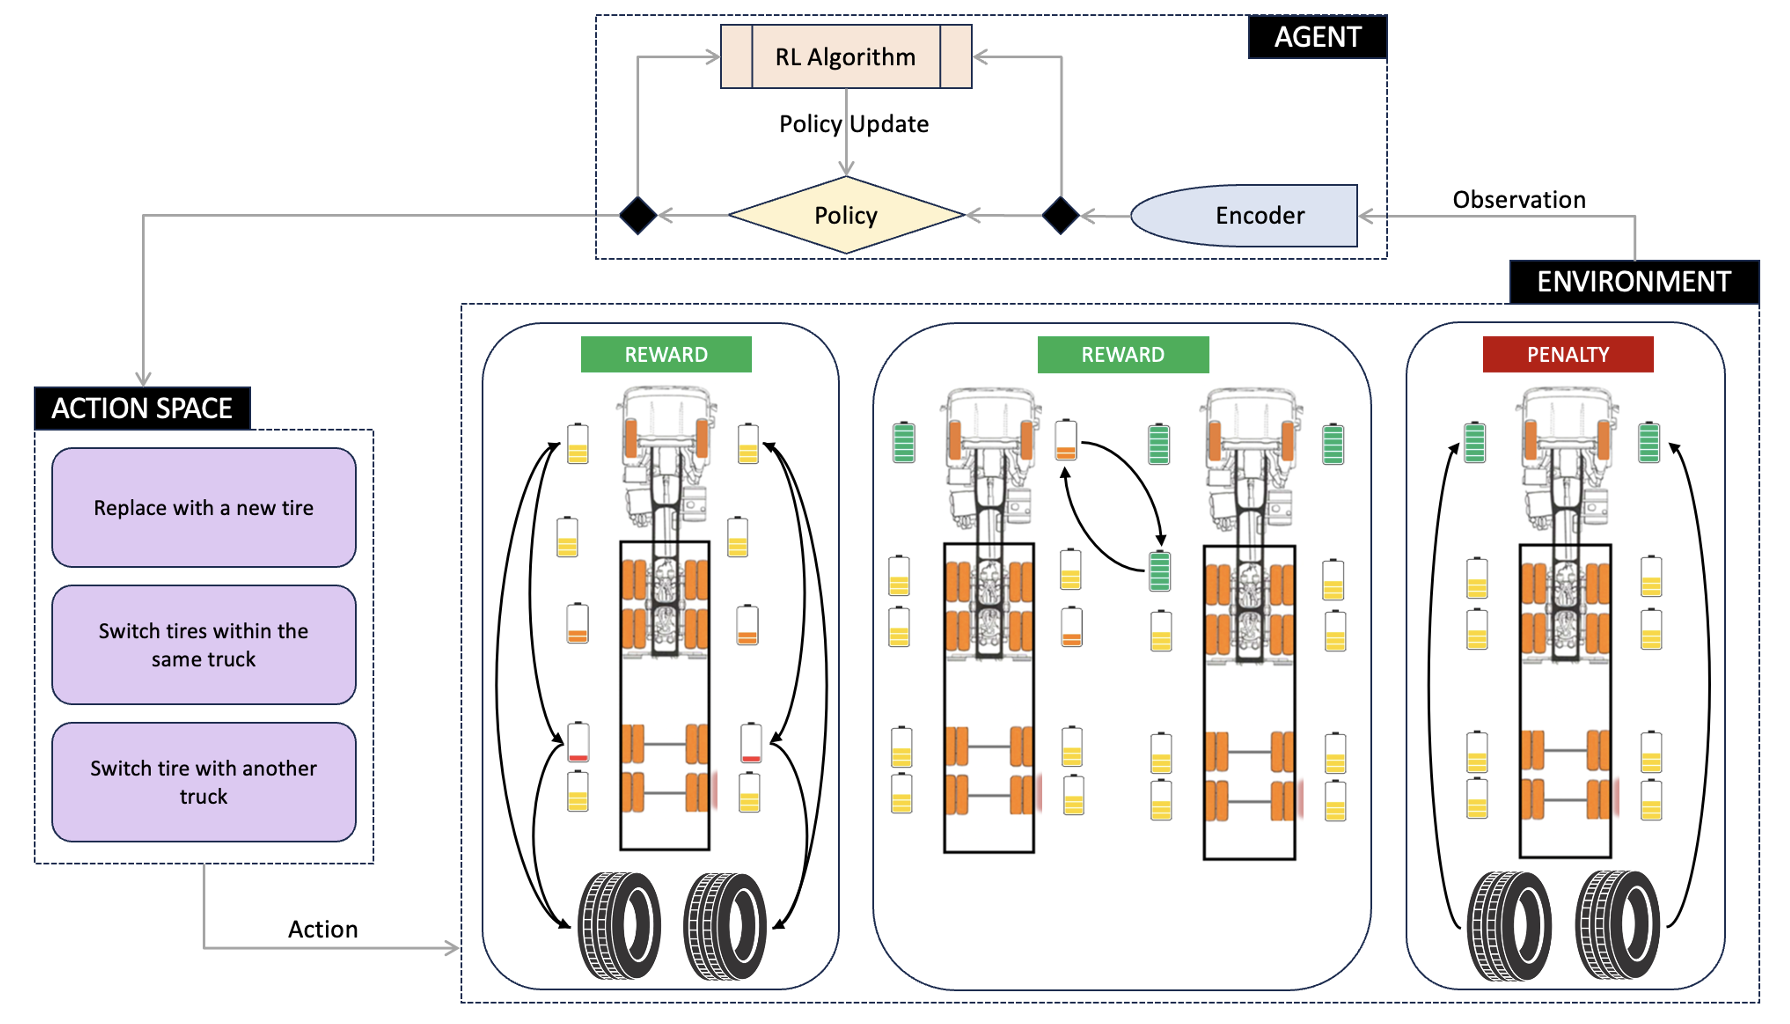 AGENT
RL Algorithm
Policy Update
Policy
Encoder
Observation
ENVIRONMENT
REWARD
REWARD
PENALTY
ACTION SPACE
Replace with a new tire
Switch tires within the
same truck
Switch tire with another
truck
Action